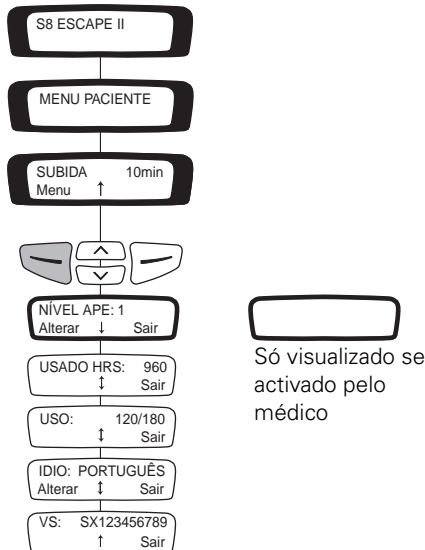 S8 ESCAPE II
MENU PACIENTE
SUBIDA 10min
Menu ↑
NÍVEL APE: 1
Alterar ↓ Sair
USADO HRS: 960
↕ Sair
USO: 120/180
↕ Sair
IDIO: PORTUGUÊS
Alterar ↕ Sair
VS: SX123456789
↑ Sair
Só visualizado se
activado pelo
médico